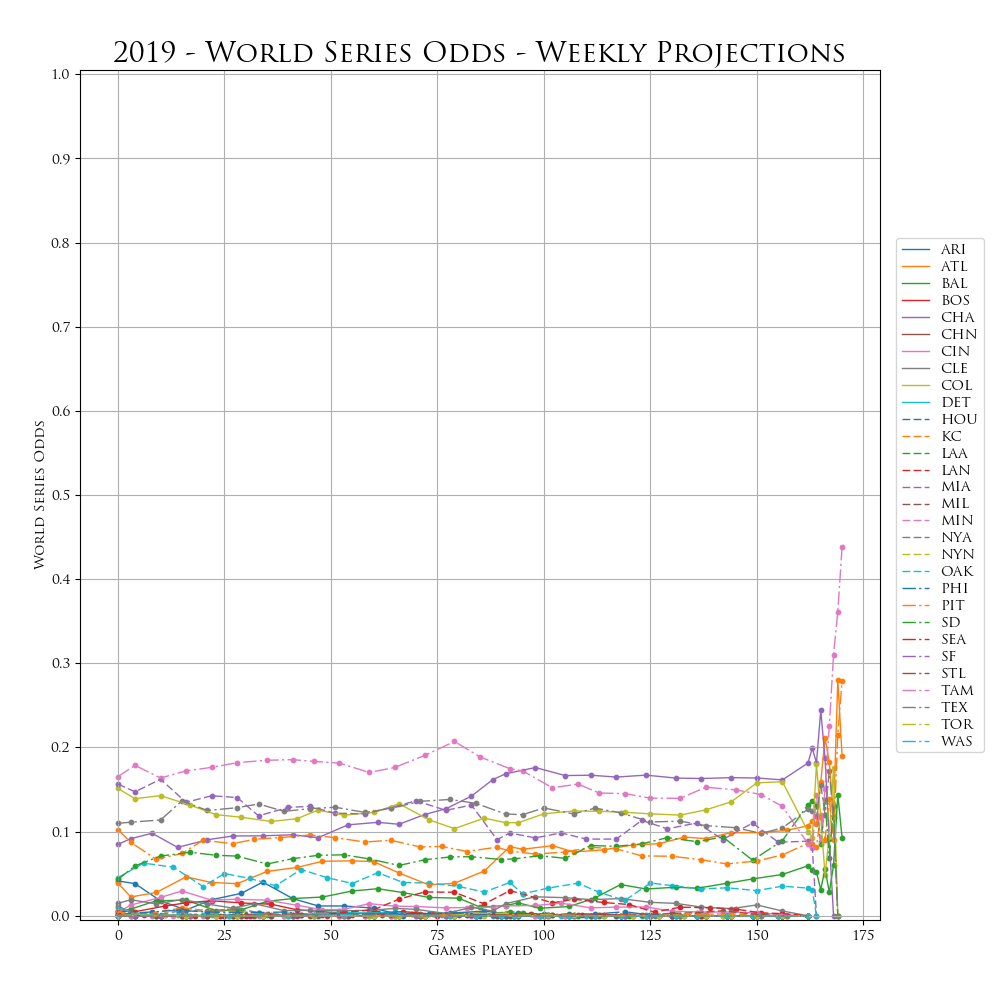 2019 - World Series Odds - Weekly Projections
1.0
0.9
0.8
0.7
0.6
0.5
0.4
0.3
0.2
0.1
0.0
World Series Odds
0 25 50 75 100 125 150 175
Games Played
ARI
ATL
BAL
BOS
CHA
CHN
CIN
CLE
COL
DET
HOU
KC
LAA
LAN
MIA
MIL
MIN
NYA
NYN
OAK
PHI
PIT
SD
SEA
SF
STL
TAM
TEX
TOR
WAS